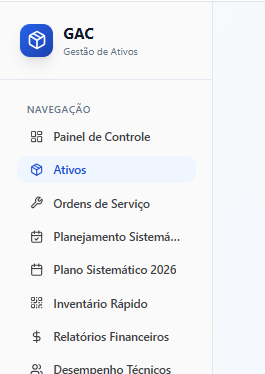 GAC
Gestão de Ativos
NAVEGAÇÃO
Painel de Controle
Ativos
Ordens de Serviço
Planejamento Sistemá...
Plano Sistemático 2026
Inventário Rápido
Relatórios Financeiros
Desempenho Técnicos